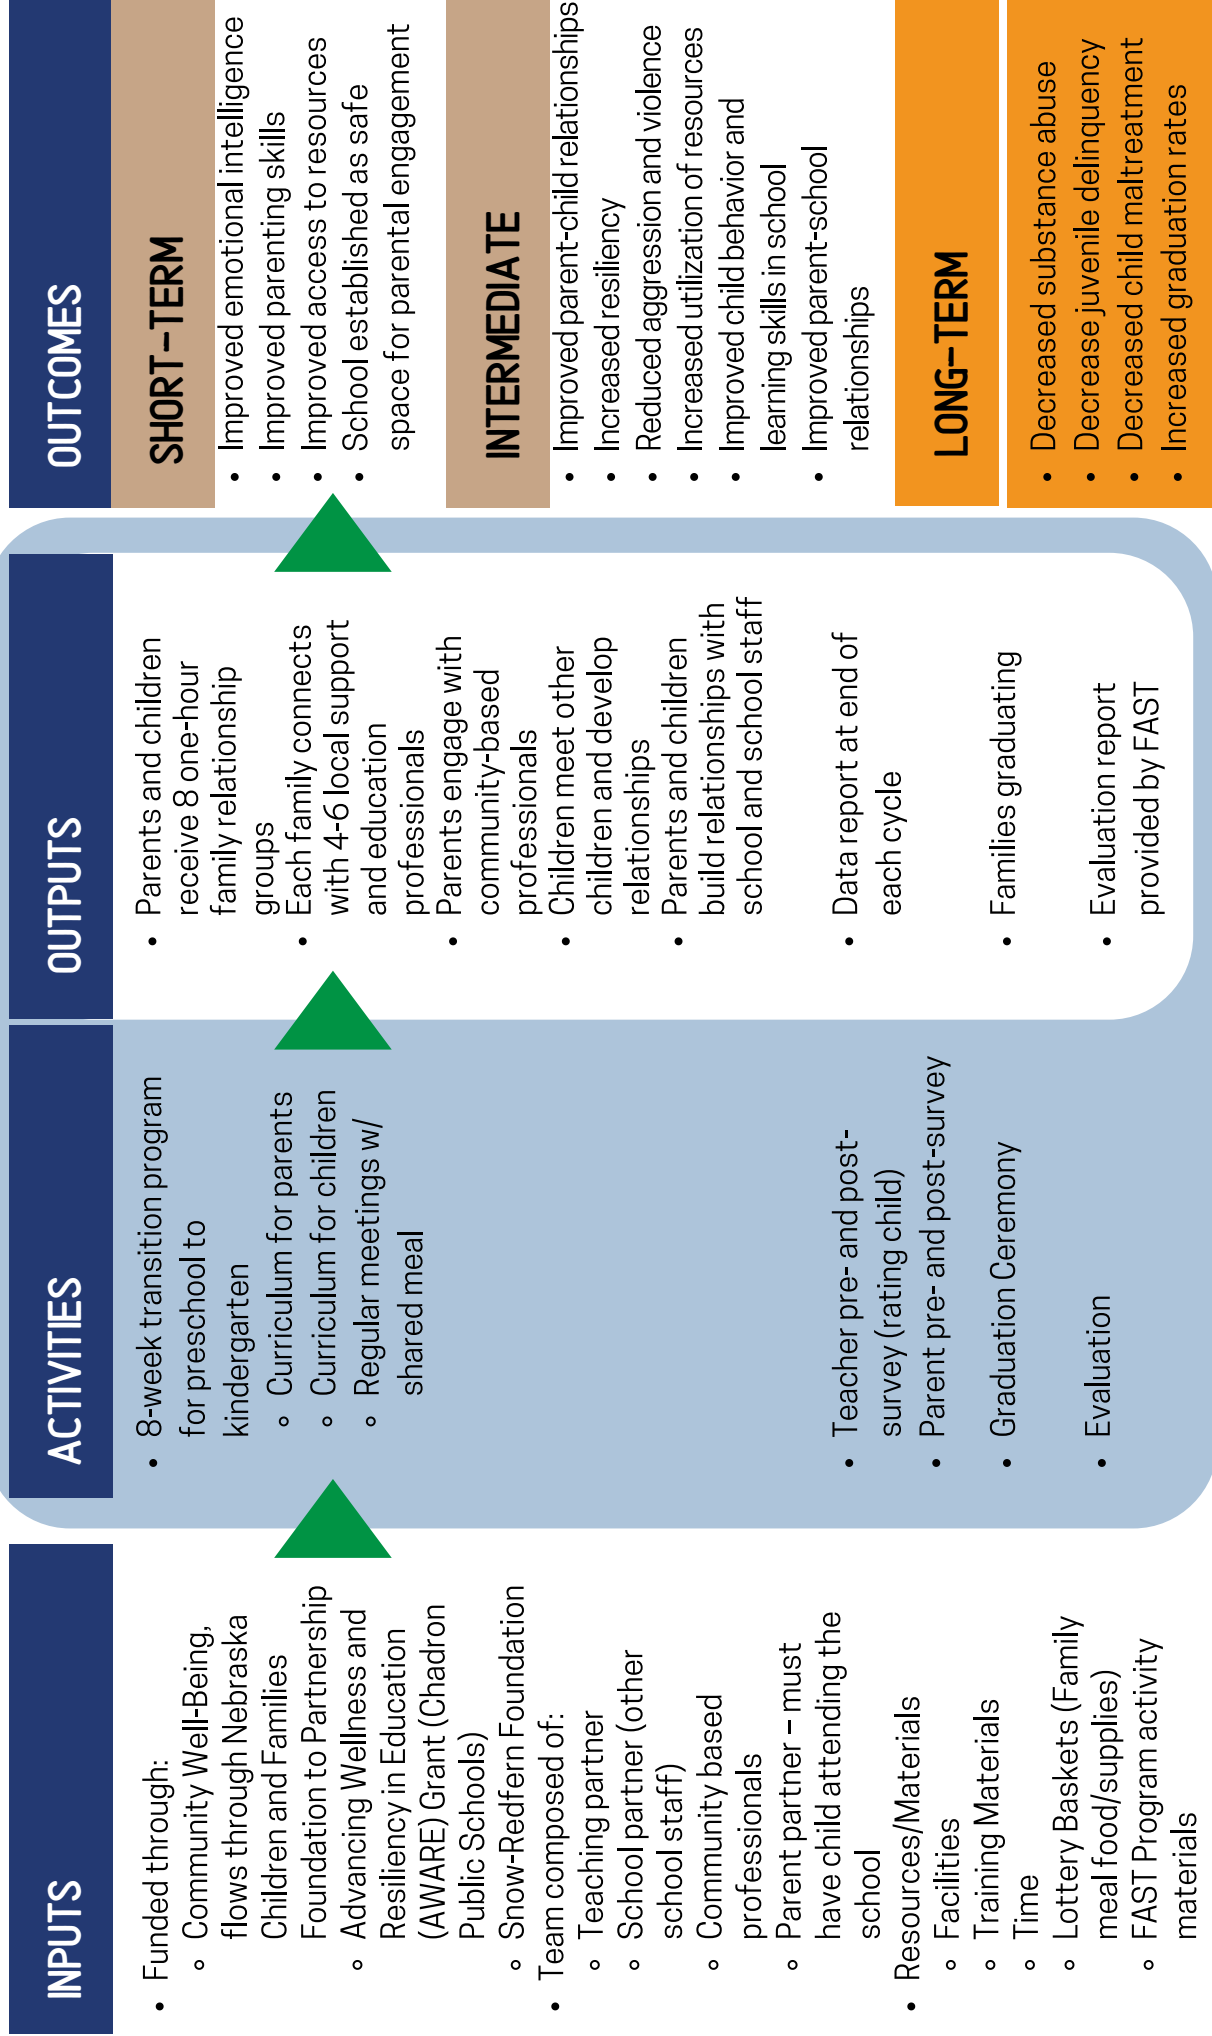 INPUTS
• Funded through:
◦ Community Well-Being,
flows through Nebraska
Children and Families
Foundation to Partnership
◦ Advancing Wellness and
Resiliency in Education
(AWARE) Grant (Chadron
Public Schools)
◦ Snow-Redfern Foundation
• Team composed of:
◦ Teaching partner
◦ School partner (other
school staff)
◦ Community based
professionals
◦ Parent partner – must
have child attending the
school
• Resources/Materials
◦ Facilities
◦ Training Materials
◦ Time
◦ Lottery Baskets (Family
meal food/supplies)
◦ FAST Program activity
materials
ACTIVITIES
• 8-week transition program
for preschool to
kindergarten
◦ Curriculum for parents
◦ Curriculum for children
◦ Regular meetings w/
shared meal
• Teacher pre- and post-
survey (rating child)
• Parent pre- and post-survey
• Graduation Ceremony
• Evaluation
OUTPUTS
• Parents and children
receive 8 one-hour
family relationship
groups
• Each family connects
with 4-6 local support
and education
professionals
• Parents engage with
community-based
professionals
• Children meet other
children and develop
relationships
• Parents and children
build relationships with
school and school staff
• Data report at end of
each cycle
• Families graduating
• Evaluation report
provided by FAST
OUTCOMES
SHORT-TERM
• Improved emotional intelligence
• Improved parenting skills
• Improved access to resources
• School established as safe
space for parental engagement
INTERMEDIATE
• Improved parent-child relationships
• Increased resiliency
• Reduced aggression and violence
• Increased utilization of resources
• Improved child behavior and
learning skills in school
• Improved parent-school
relationships
LONG-TERM
• Decreased substance abuse
• Decrease juvenile delinquency
• Decreased child maltreatment
• Increased graduation rates